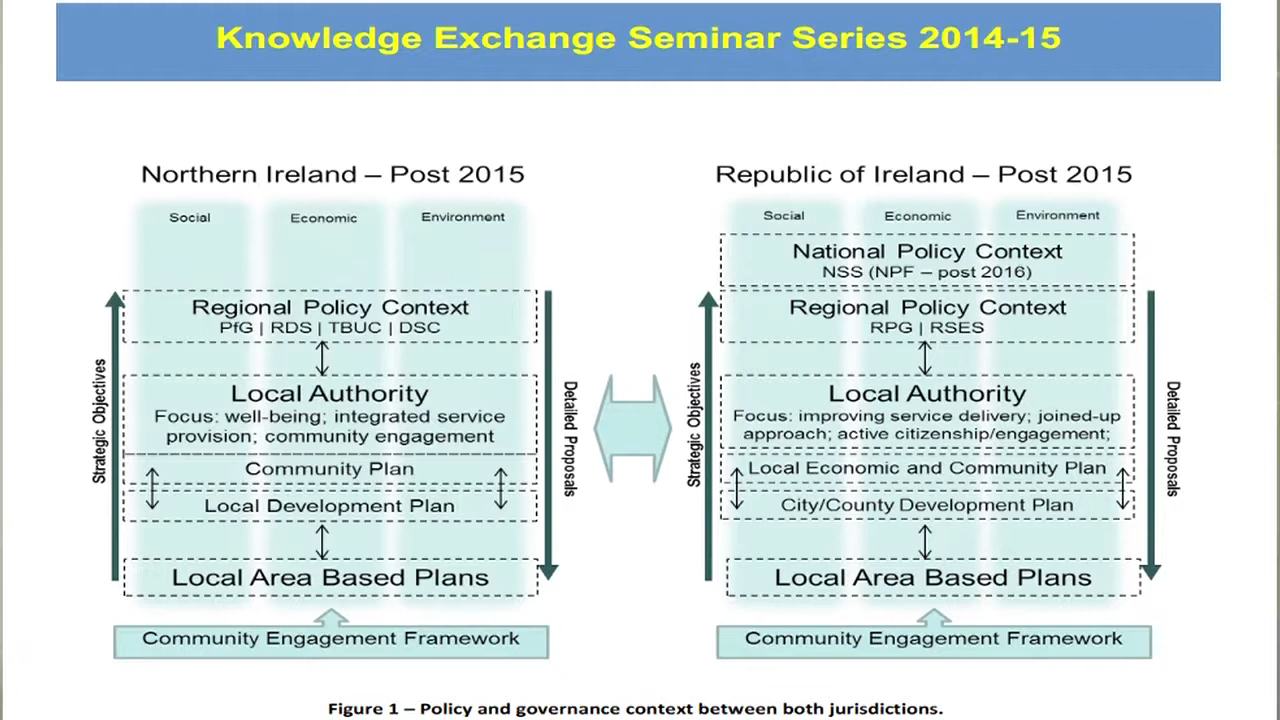 Knowledge Exchange Seminar Series 2014-15
Northern Ireland – Post 2015
Social
Economic
Environment
Regional Policy Context
PfG | RDS | TBUC | DSC
Local Authority
Focus: well-being; integrated service
provision; community engagement
Community Plan
Local Development Plan
Local Area Based Plans
Strategic Objectives
Detailed Proposals
Community Engagement Framework
Republic of Ireland – Post 2015
Social
Economic
Environment
National Policy Context
NSS (NPF – post 2016)
Regional Policy Context
RPG | RSES
Local Authority
Focus: improving service delivery; joined-up
approach; active citizenship/engagement;
Local Economic and Community Plan
City/County Development Plan
Local Area Based Plans
Strategic Objectives
Detailed Proposals
Community Engagement Framework
Figure 1 – Policy and governance context between both jurisdictions.